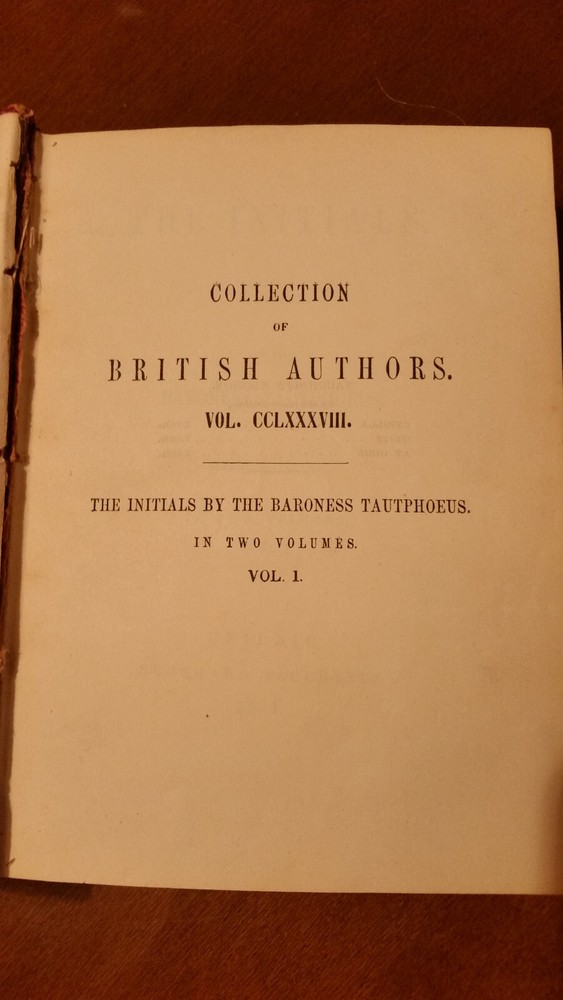 COLLECTION
OF
BRITISH AUTHORS.
VOL. CCLXXXVIII.
THE INITIALS BY THE BARONESS TAUTPHOEUS.
IN TWO VOLUMES.
VOL. 1.